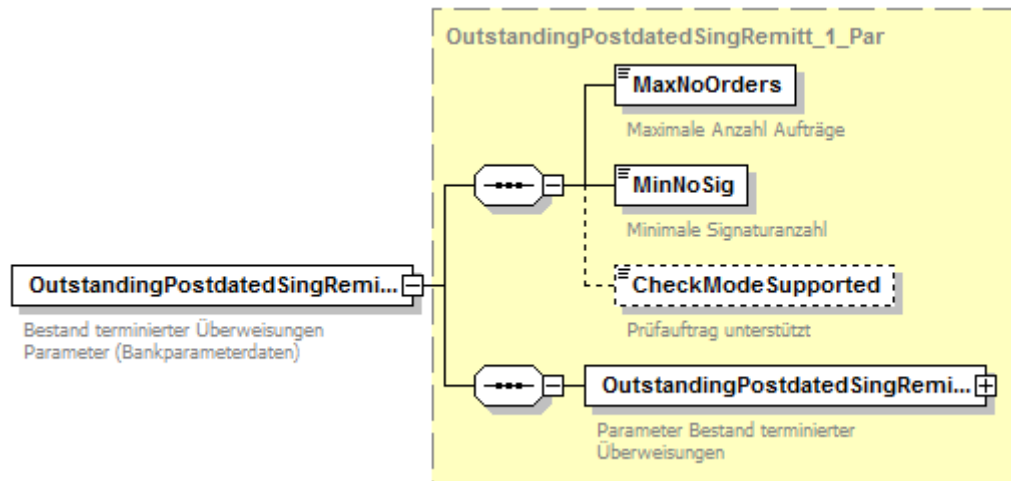 OutstandingPostdatedSingRemitt_1_Par
MaxNoOrders
Maximale Anzahl Aufträge
MinNoSig
Minimale Signaturanzahl
OutstandingPostdatedSingRemi...
Bestand terminierter Überweisungen
Parameter (Bankparameterdaten)
CheckModeSupported
Prüfauftrag unterstützt
OutstandingPostdatedSingRemi...
Parameter Bestand terminierter
Überweisungen